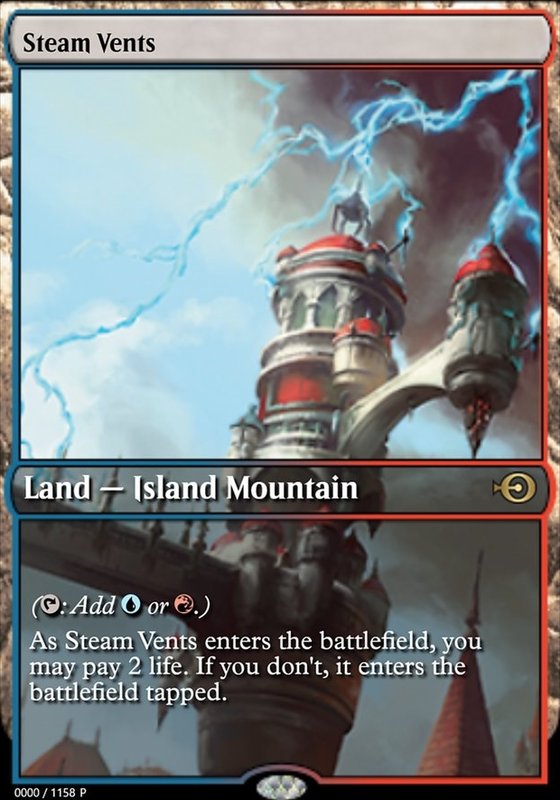 Steam Vents
Land — Island Mountain
(: Add or .)
As Steam Vents enters the battlefield, you
may pay 2 life. If you don't, it enters the
battlefield tapped.
0000 / 1158 P